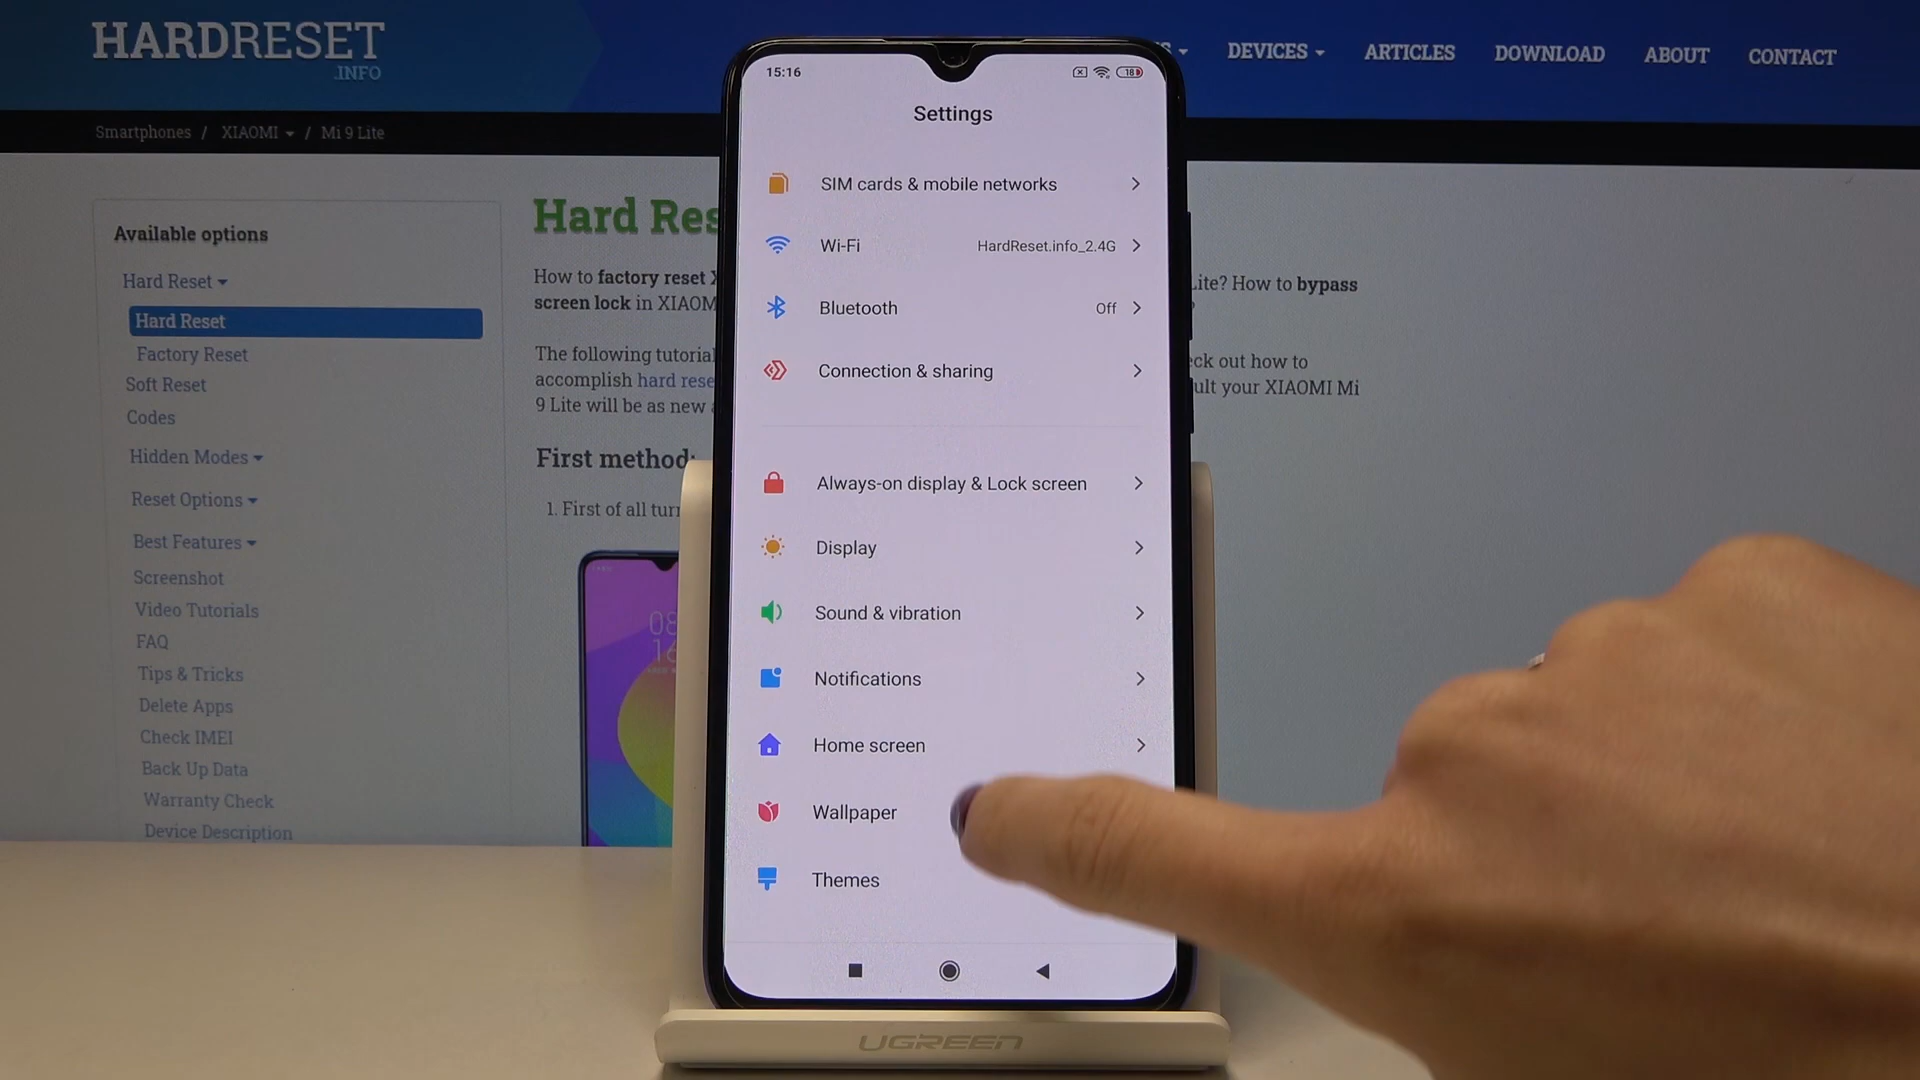 HARDRESET
.INFO
DEVICES
ARTICLES
DOWNLOAD
ABOUT
CONTACT
Smartphones / XIAOMI / Mi 9 Lite
Available options
Hard Reset
Hard Reset
Factory Reset
Soft Reset
Codes
Hidden Modes
Reset Options
Best Features
Screenshot
Video Tutorials
FAQ
Tips & Tricks
Delete Apps
Check IMEI
Back Up Data
Warranty Check
Device Description
Hard Res
How to factory reset
screen lock in XIAOM
The following tutorial
accomplish hard rese
9 Lite will be as new
First method:
1. First of all turn
08
16
Lite? How to bypass
?
eck out how to
ult your XIAOMI Mi
15:16
18
Settings
SIM cards & mobile networks
Wi-Fi HardReset.info_2.4G
Bluetooth Off
Connection & sharing
Always-on display & Lock screen
Display
Sound & vibration
Notifications
Home screen
Wallpaper
Themes
UGREEN